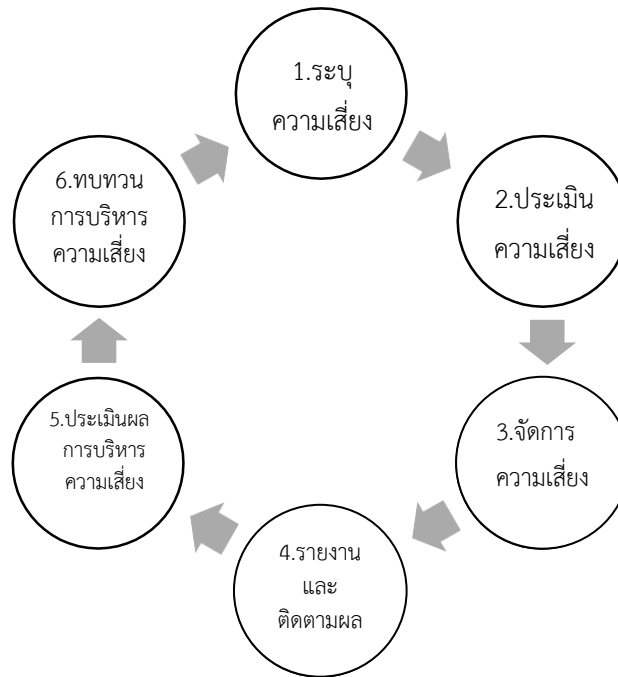 1.ระบุ
ความเสี่ยง
2.ประเมิน
ความเสี่ยง
3.จัดการ
ความเสี่ยง
4.รายงาน
และ
ติดตามผล
5.ประเมินผล
การบริหาร
ความเสี่ยง
6.ทบทวน
การบริหาร
ความเสี่ยง